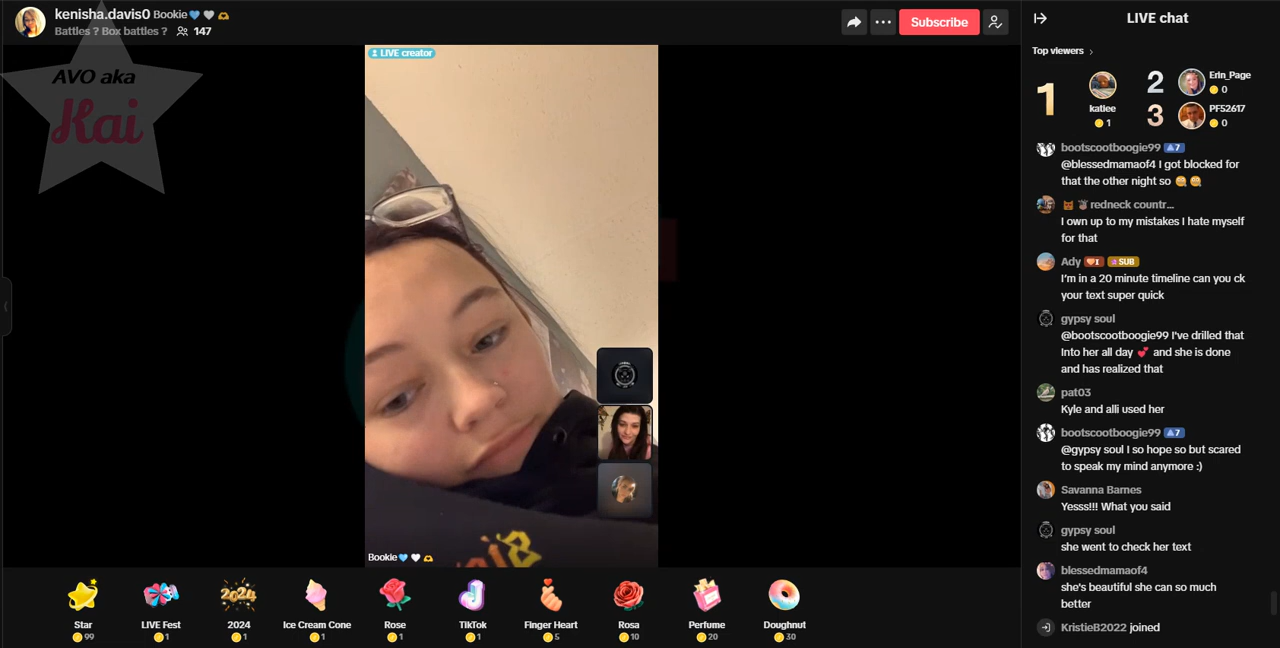 kenisha.davis0 Bookie💙🤍🫶
Battles ? Box battles ? 147
Subscribe
LIVE chat
AVO aka
Kai
LIVE creator
Top viewers
1
katlee
1
2
Erin_Page
0
3
PF52617
0
bootscootboogie99 7
@blessedmamaof4 I got blocked for
that the other night so
redneck countr...
I own up to my mistakes I hate myself
for that
Ady I SUB
I'm in a 20 minute timeline can you ck
your text super quick
gypsy soul
@bootscootboogie99 I've drilled that
into her all day 💕 and she is done
and has realized that
pat03
Kyle and alli used her
bootscootboogie99 7
@gypsy soul I so hope so but scared
to speak my mind anymore :)
Savanna Barnes
Yesss!!! What you said
gypsy soul
she went to check her text
blessedmamaof4
she's beautiful she can so much
better
KristieB2022 joined
Bookie💙🤍🫶
2024
Star LIVE Fest 2024 Ice Cream Cone Rose TikTok Finger Heart Rosa Perfume Doughnut
99 1 1 1 1 1 5 10 20 30